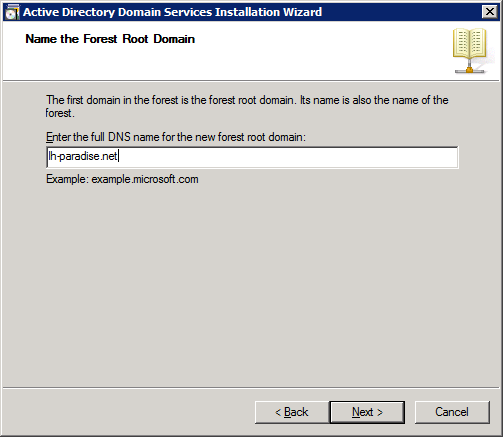 Active Directory Domain Services Installation Wizard
Name the Forest Root Domain
The first domain in the forest is the forest root domain. Its name is also the name of the
forest.
Enter the full DNS name for the new forest root domain:
lh-paradise.net
Example: example.microsoft.com
< Back
Next >
Cancel